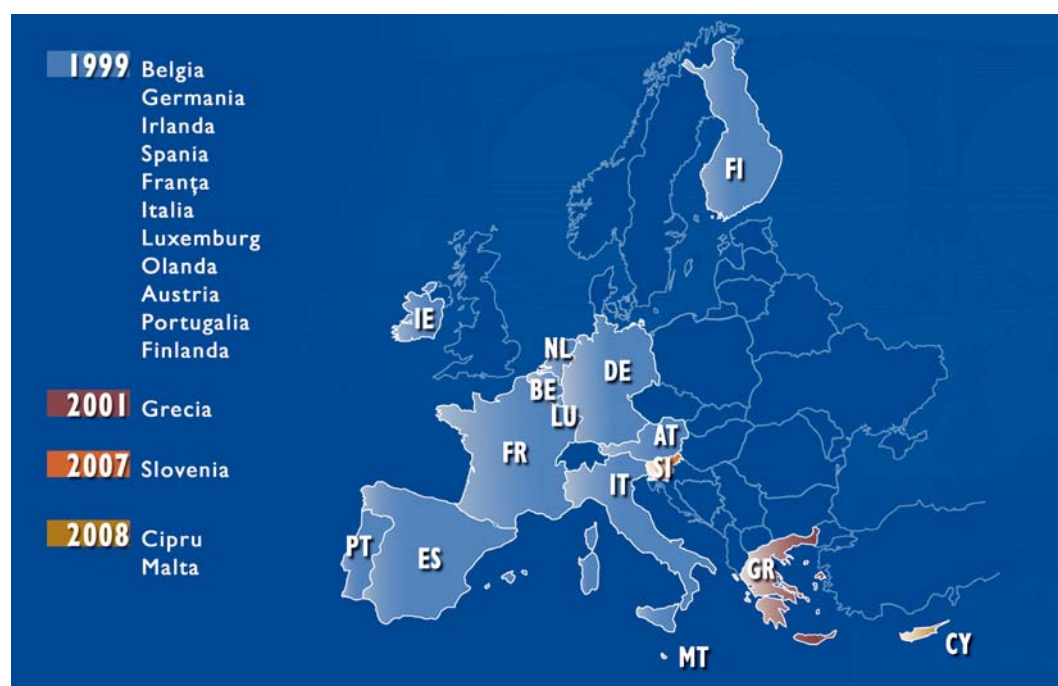 1999 Belgia
Germania
Irlanda
Spania
Franţa
Italia
Luxemburg
Olanda
Austria
Portugalia
Finlanda
2001 Grecia
2007 Slovenia
2008 Cipru
Malta
FI
IE
NL
DE
BE
LU
AT
FR
SI
IT
PT
ES
GR
CY
MT